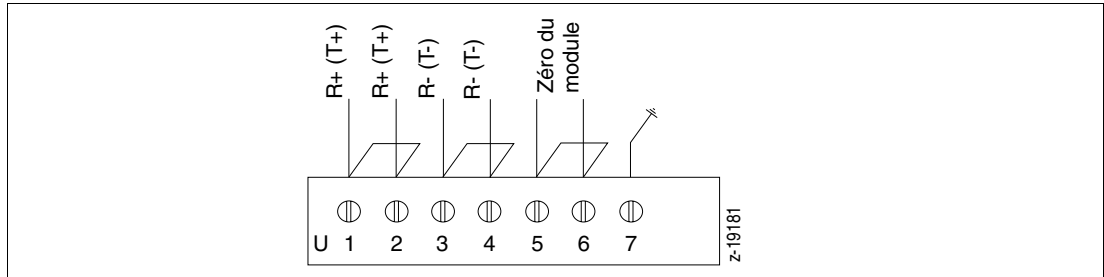 R+ (T+)
R+ (T+)
R- (T-)
R- (T-)
Zéro du
module
U 1 2 3 4 5 6 7
z-19181